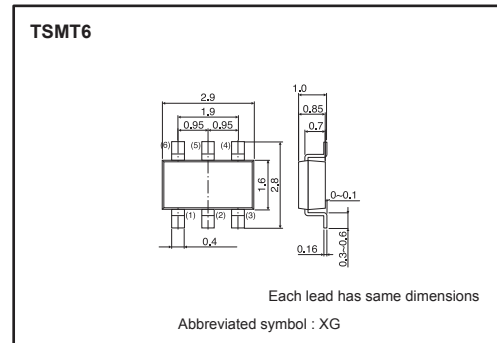 TSMT6
2.9
1.9
0.95 0.95
(6) (5) (4)
1.6
2.8
(1) (2) (3)
0.4
1.0
0.85
0.7
0~0.1
0.16
0.3~0.6
Each lead has same dimensions
Abbreviated symbol : XG